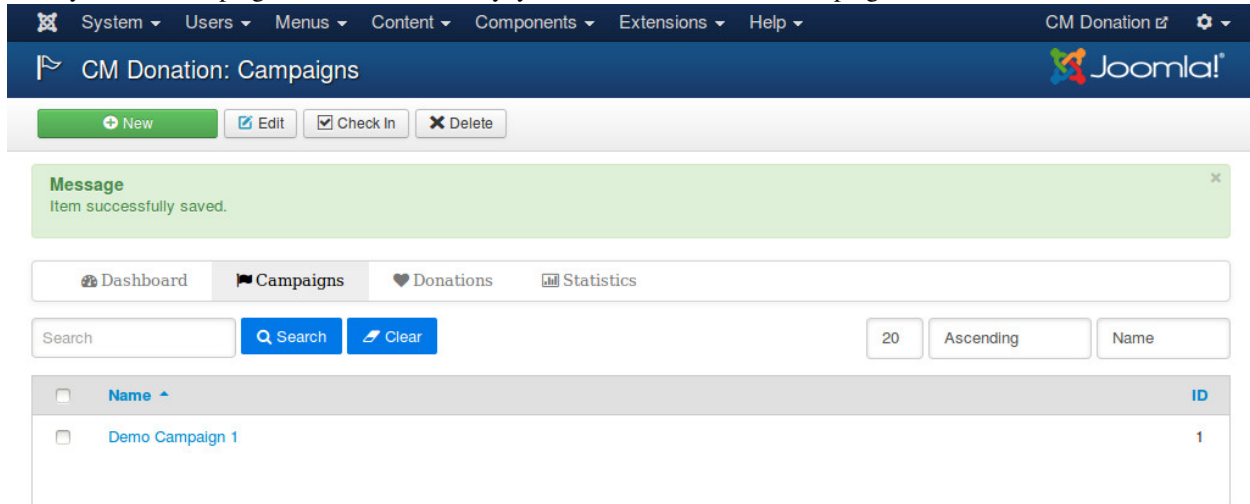 System Users Menus Content Components Extensions Help CM Donation
CM Donation: Campaigns Joomla!
New Edit Check In Delete
Message
Item successfully saved.
Dashboard Campaigns Donations Statistics
Search Search Clear 20 Ascending Name
Name ID
Demo Campaign 1 1